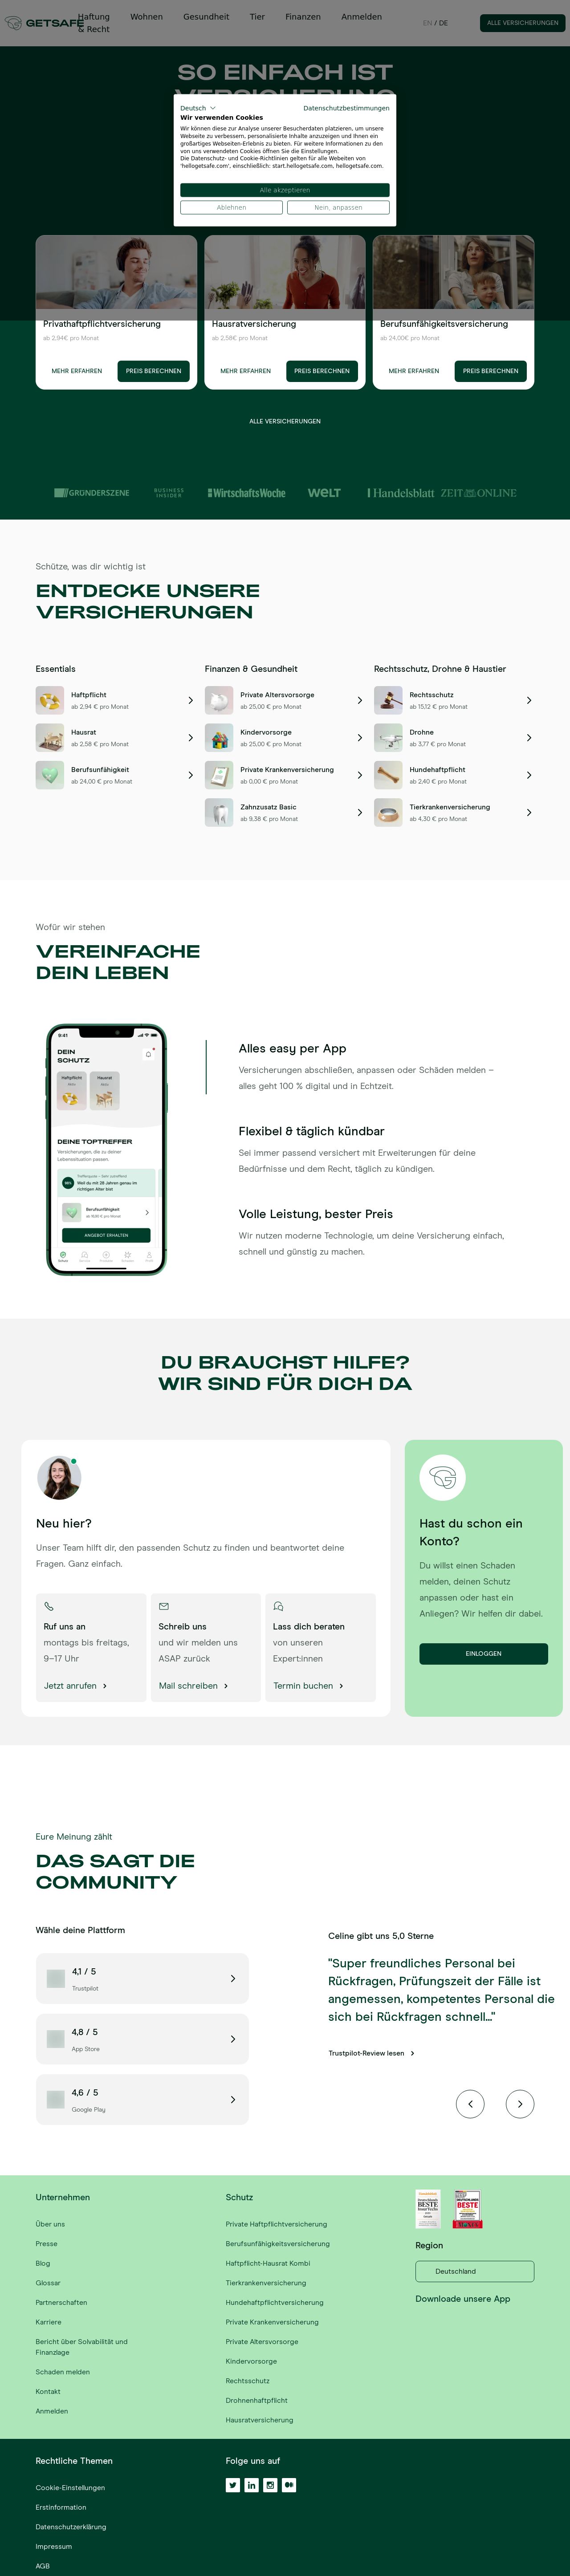 GETSAFE
Haftung
& Recht
Wohnen
Gesundheit
Tier
Finanzen
Anmelden
EN / DE
ALLE VERSICHERUNGEN
SO EINFACH IST
Deutsch
Datenschutzbestimmungen
Wir verwenden Cookies
Wir können diese zur Analyse unserer Besucherdaten platzieren, um unsere
Webseite zu verbessern, personalisierte Inhalte anzuzeigen und Ihnen ein
großartiges Webseiten-Erlebnis zu bieten. Für weitere Informationen zu den
von uns verwendeten Cookies öffnen Sie die Einstellungen.
Die Datenschutz- und Cookie-Richtlinien gelten für alle Webeiten von
'hellogetsafe.com', einschließlich: start.hellogetsafe.com, hellogetsafe.com.
Alle akzeptieren
Ablehnen
Nein, anpassen
Privathaftpflichtversicherung
ab 2,94€ pro Monat
MEHR ERFAHREN
PREIS BERECHNEN
Hausratversicherung
ab 2,58€ pro Monat
MEHR ERFAHREN
PREIS BERECHNEN
Berufsunfähigkeitsversicherung
ab 24,00€ pro Monat
MEHR ERFAHREN
PREIS BERECHNEN
ALLE VERSICHERUNGEN
GRÜNDERSZENE
BUSINESS
INSIDER
WirtschaftsWoche
WELT
Handelsblatt
ZEIT ONLINE
Schütze, was dir wichtig ist
ENTDECKE UNSERE
VERSICHERUNGEN
Essentials
Haftpflicht
ab 2,94 € pro Monat
Hausrat
ab 2,58 € pro Monat
Berufsunfähigkeit
ab 24,00 € pro Monat
Finanzen & Gesundheit
Private Altersvorsorge
ab 25,00 € pro Monat
Kindervorsorge
ab 25,00 € pro Monat
Private Krankenversicherung
ab 0,00 € pro Monat
Zahnzusatz Basic
ab 9,38 € pro Monat
Rechtsschutz, Drohne & Haustier
Rechtsschutz
ab 15,12 € pro Monat
Drohne
ab 3,77 € pro Monat
Hundehaftpflicht
ab 2,40 € pro Monat
Tierkrankenversicherung
ab 4,30 € pro Monat
Wofür wir stehen
VEREINFACHE
DEIN LEBEN
9:41
DEIN
SCHUTZ
Haftpflicht
Hausrat
DEINE TOPTREFFER
Versicherungen, die zu deiner
Lebenssituation passen.
Weil du mit 28 Jahren genau im
richtigen Alter bist
Berufsunfähigkeit
ANGEBOT ERHALTEN
Alles easy per App
Versicherungen abschließen, anpassen oder Schäden melden –
alles geht 100 % digital und in Echtzeit.
Flexibel & täglich kündbar
Sei immer passend versichert mit Erweiterungen für deine
Bedürfnisse und dem Recht, täglich zu kündigen.
Volle Leistung, bester Preis
Wir nutzen moderne Technologie, um deine Versicherung einfach,
schnell und günstig zu machen.
DU BRAUCHST HILFE?
WIR SIND FÜR DICH DA
Neu hier?
Unser Team hilft dir, den passenden Schutz zu finden und beantwortet deine
Fragen. Ganz einfach.
Ruf uns an
montags bis freitags,
9–17 Uhr
Jetzt anrufen
Schreib uns
und wir melden uns
ASAP zurück
Mail schreiben
Lass dich beraten
von unseren
Expert:innen
Termin buchen
Hast du schon ein
Konto?
Du willst einen Schaden
melden, deinen Schutz
anpassen oder hast ein
Anliegen? Wir helfen dir dabei.
EINLOGGEN
Eure Meinung zählt
DAS SAGT DIE
COMMUNITY
Wähle deine Plattform
4,1 / 5
Trustpilot
4,8 / 5
App Store
4,6 / 5
Google Play
Celine gibt uns 5,0 Sterne
"Super freundliches Personal bei
Rückfragen, Prüfungszeit der Fälle ist
angemessen, kompetentes Personal die
sich bei Rückfragen schnell..."
Trustpilot-Review lesen
Unternehmen
Über uns
Presse
Blog
Glossar
Partnerschaften
Karriere
Bericht über Solvabilität und
Finanzlage
Schaden melden
Kontakt
Anmelden
Schutz
Private Haftpflichtversicherung
Berufsunfähigkeitsversicherung
Haftpflicht-Hausrat Kombi
Tierkrankenversicherung
Hundehaftpflichtversicherung
Private Krankenversicherung
Private Altersvorsorge
Kindervorsorge
Rechtsschutz
Drohnenhaftpflicht
Hausratversicherung
BESTE
BESTE
Region
Deutschland
Downloade unsere App
Rechtliche Themen
Cookie-Einstellungen
Erstinformation
Datenschutzerklärung
Impressum
AGB
Folge uns auf